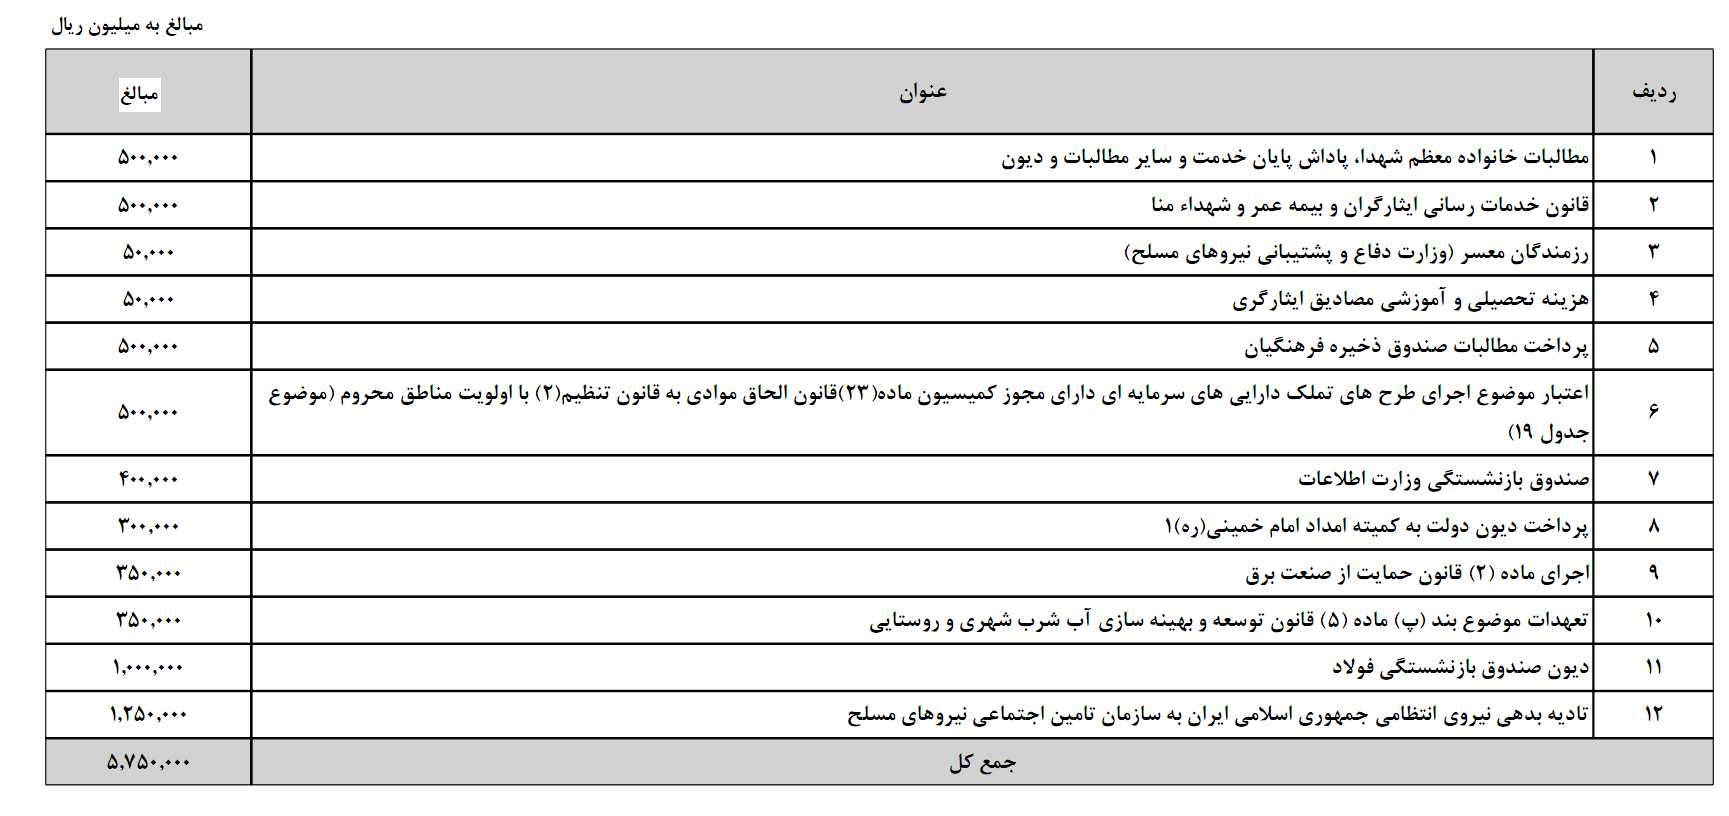 مبالغ به میلیون ریال
ردیف عنوان مبالغ
۱ مطالبات خانواده معظم شهدا، پاداش پایان خدمت و سایر مطالبات و دیون ۵۰۰,۰۰۰
۲ قانون خدمات رسانی ایثارگران و بیمه عمر و شهداء منا ۵۰۰,۰۰۰
۳ رزمندگان معسر (وزارت دفاع و پشتیبانی نیروهای مسلح) ۵۰,۰۰۰
۴ هزینه تحصیلی و آموزشی مصادیق ایثارگری ۵۰,۰۰۰
۵ پرداخت مطالبات صندوق ذخیره فرهنگیان ۵۰۰,۰۰۰
۶ اعتبار موضوع اجرای طرح های تملک دارایی های سرمایه ای دارای مجوز کمیسیون ماده(۲۳)قانون الحاق موادی به قانون تنظیم(۲) با اولویت مناطق محروم (موضوع
جدول ۱۹) ۵۰۰,۰۰۰
۷ صندوق بازنشستگی وزارت اطلاعات ۴۰۰,۰۰۰
۸ پرداخت دیون دولت به کمیته امداد امام خمینی(ره)۱ ۳۰۰,۰۰۰
۹ اجرای ماده (۲) قانون حمایت از صنعت برق ۳۵۰,۰۰۰
۱۰ تعهدات موضوع بند (پ) ماده (۵) قانون توسعه و بهینه سازی آب شرب شهری و روستایی ۳۵۰,۰۰۰
۱۱ دیون صندوق بازنشستگی فولاد ۱,۰۰۰,۰۰۰
۱۲ تادیه بدهی نیروی انتظامی جمهوری اسلامی ایران به سازمان تامین اجتماعی نیروهای مسلح ۱,۲۵۰,۰۰۰
جمع کل ۵,۷۵۰,۰۰۰